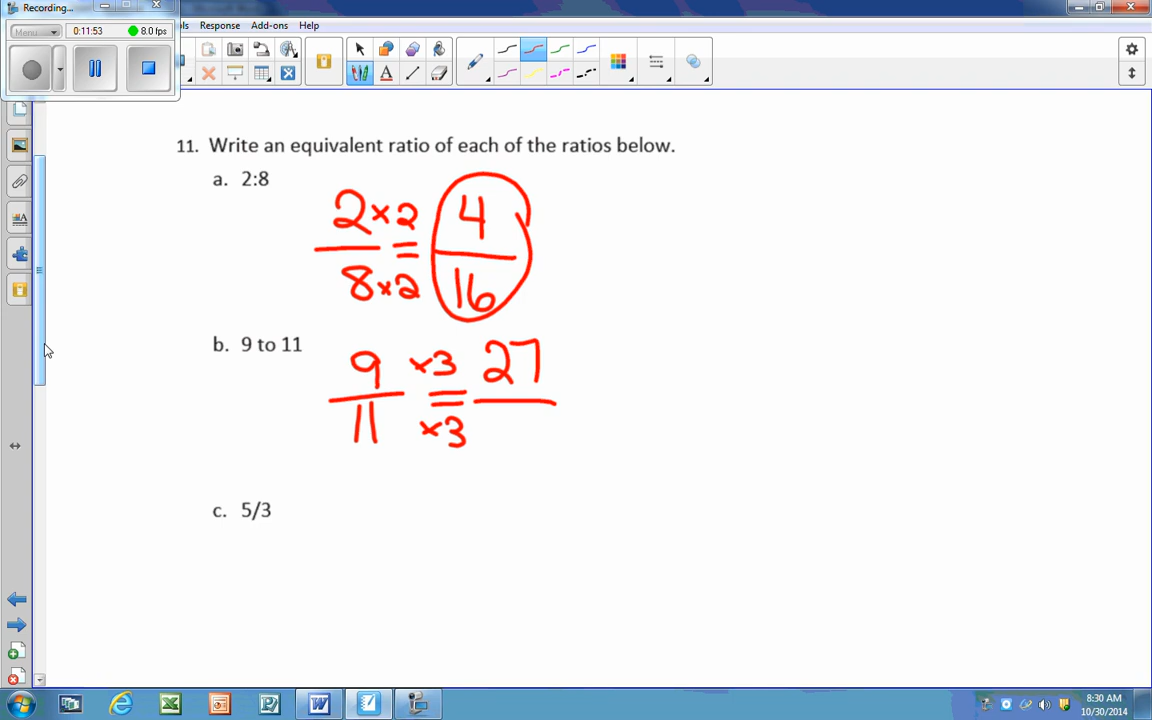 Recording...
Menu
0:11:53
8.0 fps
ols Response Add-ons Help
11. Write an equivalent ratio of each of the ratios below.
a. 2:8
2 × 2 = 4
8 × 2 16
b. 9 to 11
9 × 3 = 27
11 × 3
c. 5/3
8:30 AM
10/30/2014